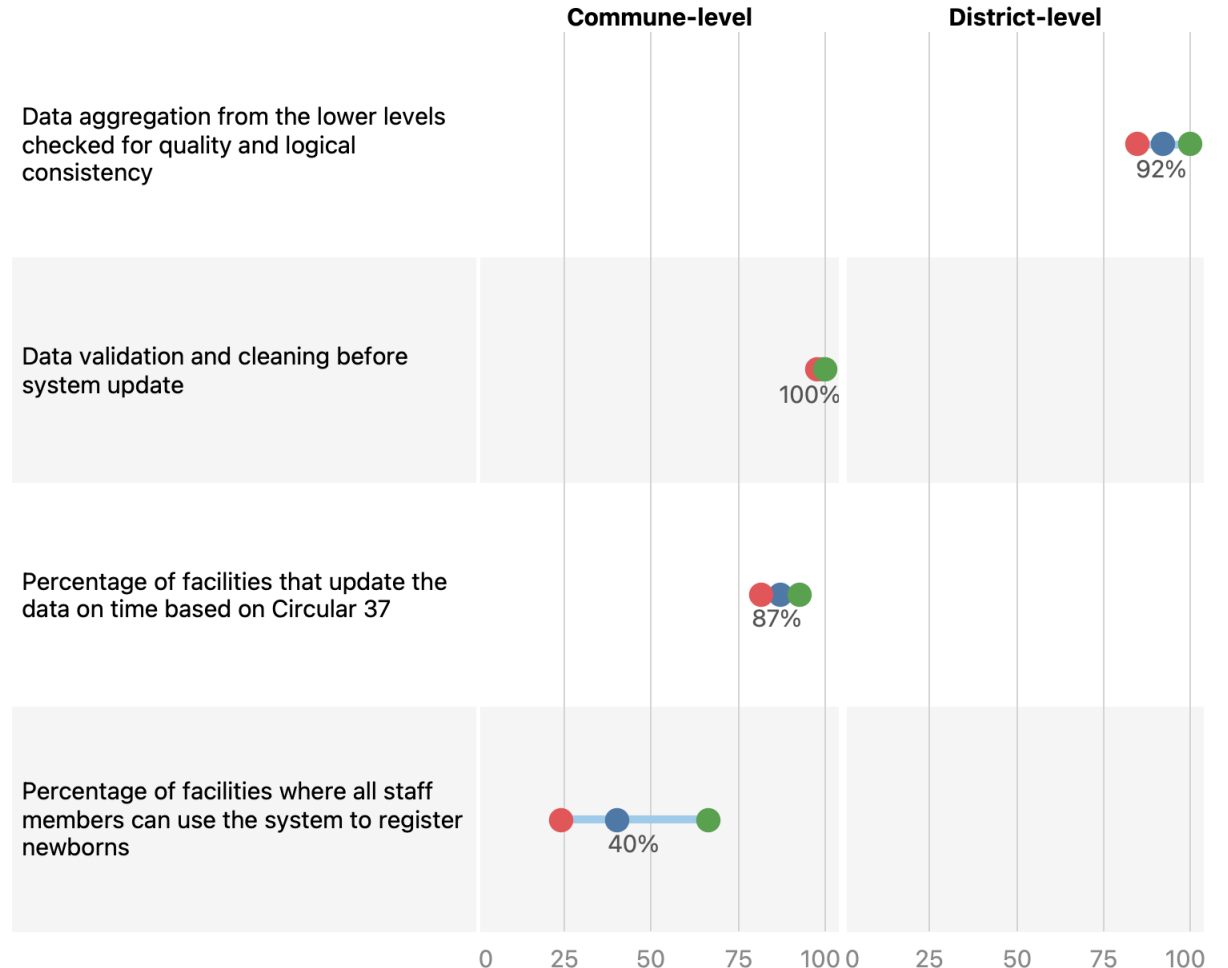 Commune-level District-level
Data aggregation from the lower levels
checked for quality and logical
consistency
92%
Data validation and cleaning before
system update
100%
Percentage of facilities that update the
data on time based on Circular 37
87%
Percentage of facilities where all staff
members can use the system to register
newborns
40%
0 25 50 75 100 0 25 50 75 100